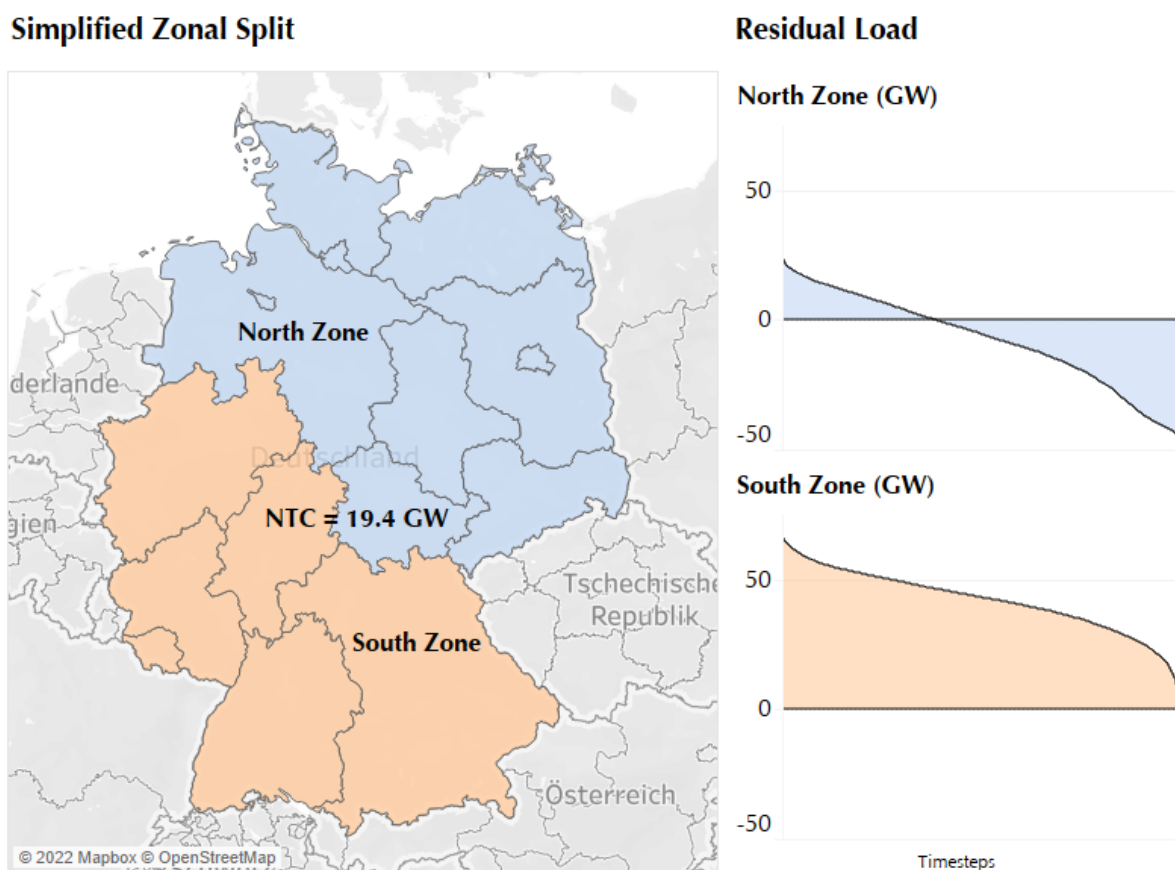 Simplified Zonal Split
Residual Load
North Zone (GW)
50
0
-50
South Zone (GW)
50
0
-50
Timesteps
North Zone
derlande
Deutschland
gien
NTC = 19.4 GW
Tschechische
Republik
South Zone
Österreich
© 2022 Mapbox © OpenStreetMap